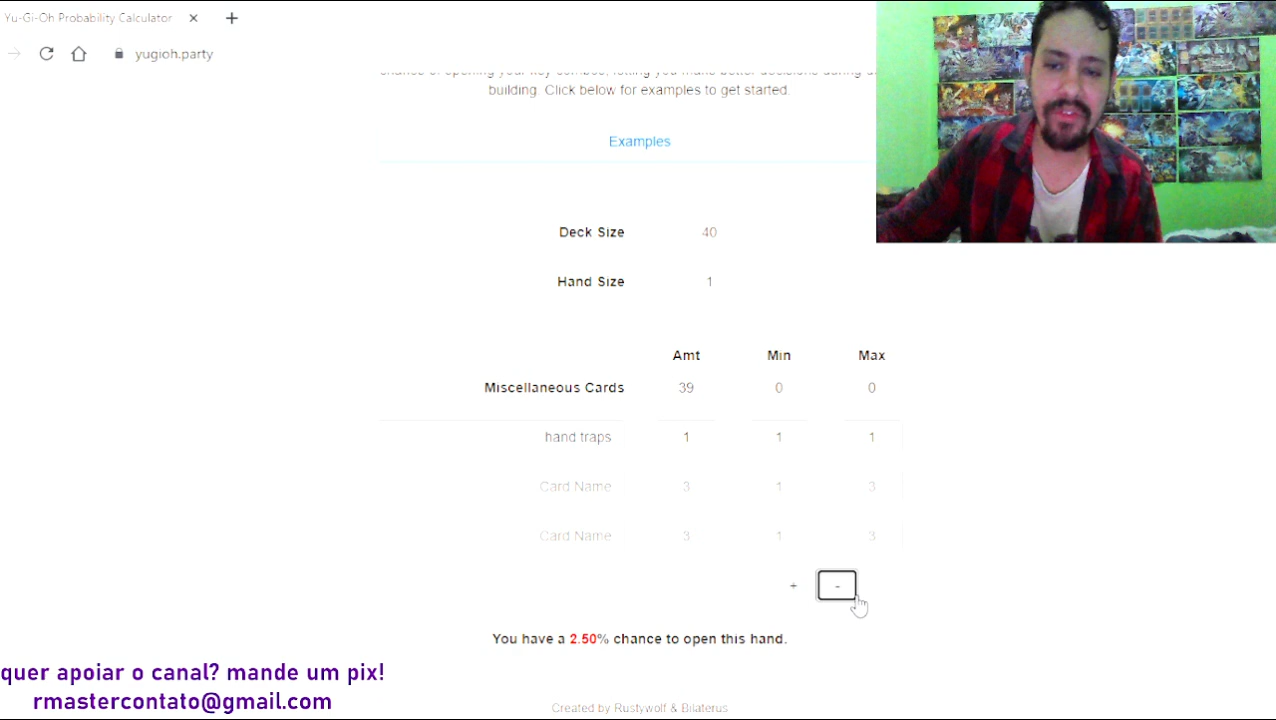 Yu-Gi-Oh Probability Calculator
yugioh.party
building. Click below for examples to get started.
Examples
Deck Size 40
Hand Size 1
Amt Min Max
Miscellaneous Cards 39 0 0
hand traps 1 1 1
Card Name 3 1 3
Card Name 3 1 3
+ -
You have a 2.50% chance to open this hand.
quer apoiar o canal? mande um pix!
rmastercontato@gmail.com
Created by Rustywolf & Bilaterus